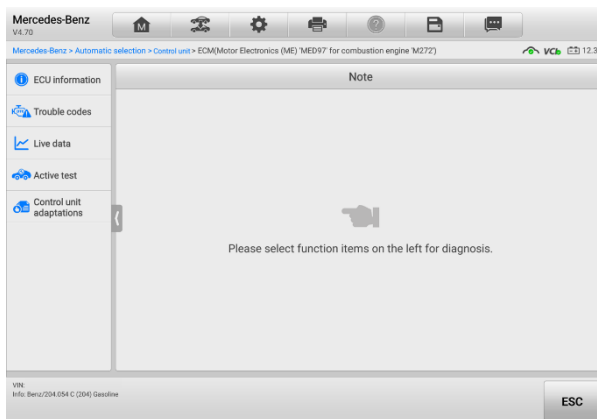 Mercedes-Benz
V4.70
M
?
Mercedes-Benz > Automatic selection > Control unit > ECM(Motor Electronics (ME) 'MED97' for combustion engine 'M272')
VCI
12.3
ECU information
Note
Trouble codes
Live data
Active test
Control unit
adaptations
Please select function items on the left for diagnosis.
VIN:
Info: Benz/204.054 C (204) Gasoline
ESC